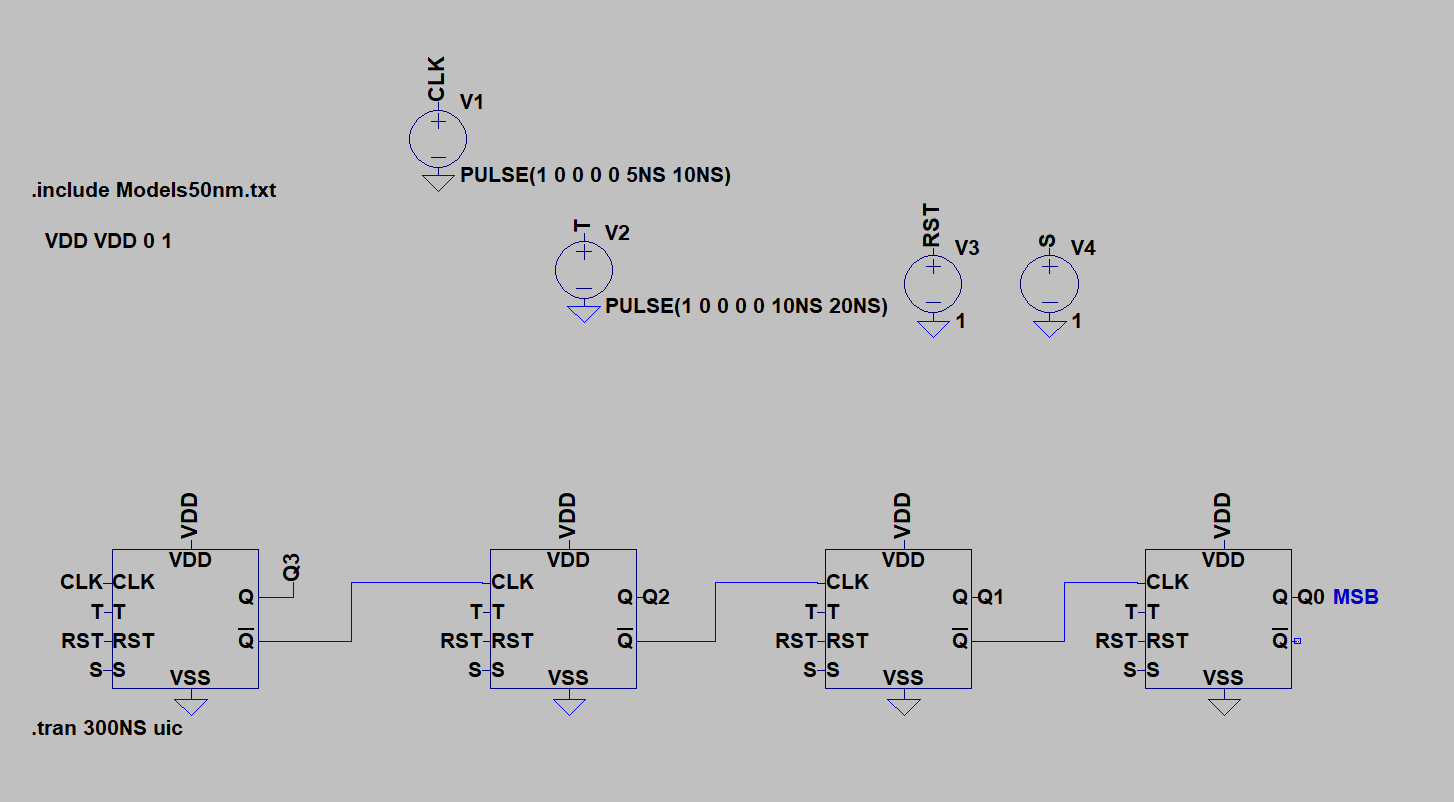 CLK
V1
PULSE(1 0 0 0 0 5NS 10NS)
.include Models50nm.txt
VDD VDD 0 1
T
V2
PULSE(1 0 0 0 0 10NS 20NS)
RST
V3
1
S
V4
1
VDD
VDD
CLK CLK
Q3
Q
T T
RST RST
Q
S S
VSS
VDD
VDD
CLK
Q Q2
T T
RST RST
Q
S S
VSS
VDD
VDD
CLK
Q Q1
T T
RST RST
Q
S S
VSS
VDD
VDD
CLK
Q Q0 MSB
T T
RST RST
Q
S S
VSS
.tran 300NS uic